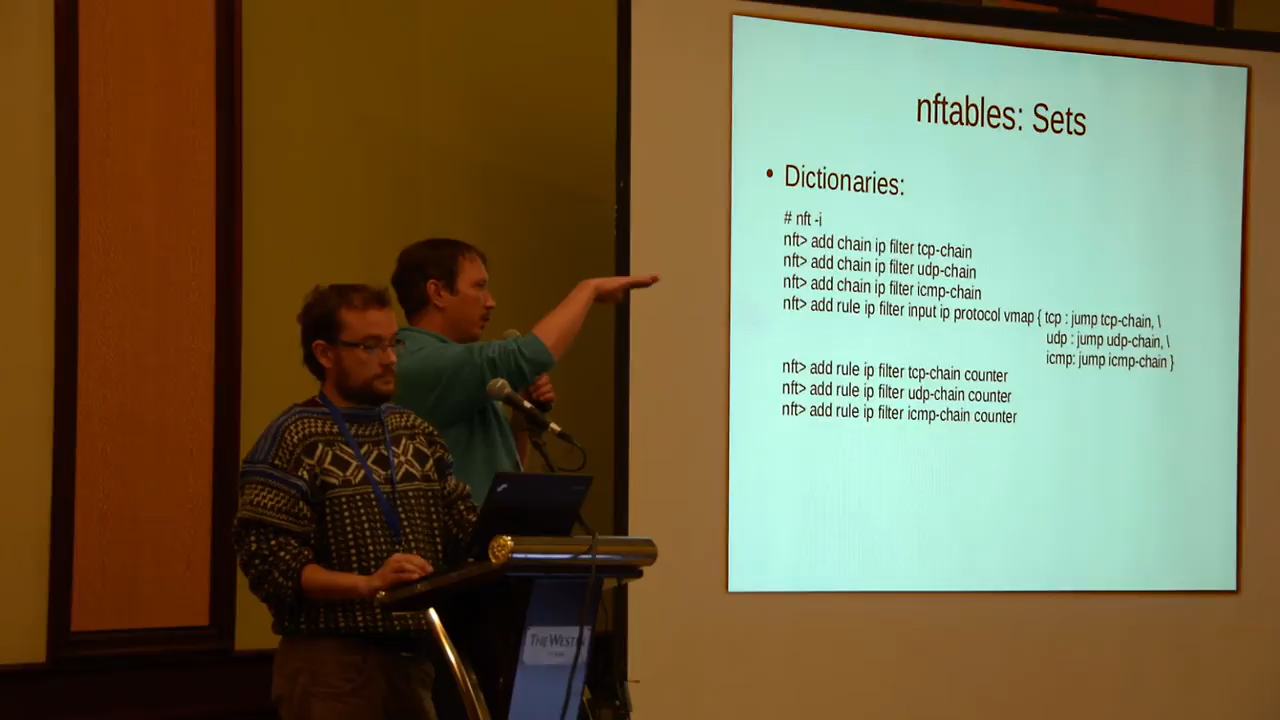 nftables: Sets
• Dictionaries:
# nft -i
nft> add chain ip filter tcp-chain
nft> add chain ip filter udp-chain
nft> add chain ip filter icmp-chain
nft> add rule ip filter input ip protocol vmap { tcp : jump tcp-chain, \
udp : jump udp-chain, \
icmp: jump icmp-chain }
nft> add rule ip filter tcp-chain counter
nft> add rule ip filter udp-chain counter
nft> add rule ip filter icmp-chain counter
THE WESTIN